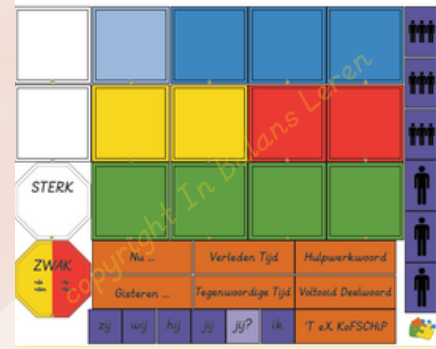 STERK
ZWAK
Nu ...
Verleden Tijd
Hulpwerkwoord
Gisteren ...
Tegenwoordige Tijd
Voltooid Deelwoord
zij
wij
hij
jij
jij?
ik
'T eX KoFSCHiP
copyright In Balans Leren